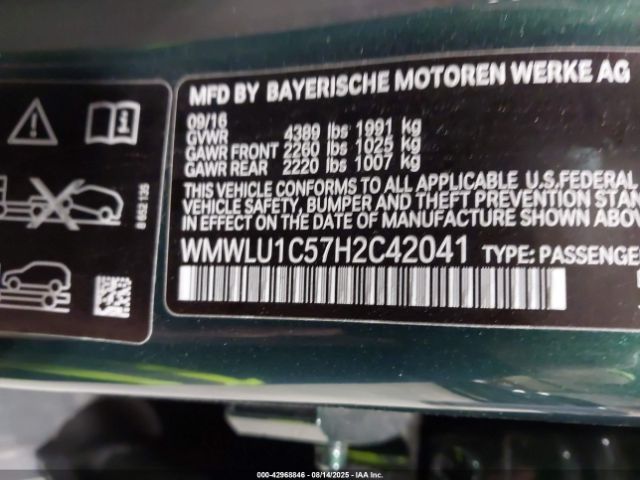 MFD BY BAYERISCHE MOTOREN WERKE AG
09/16
GVWR 4389 lbs 1991 kg
GAWR FRONT 2260 lbs 1025 kg
GAWR REAR 2220 lbs 1007 kg
THIS VEHICLE CONFORMS TO ALL APPLICABLE U.S.FEDERAL
VEHICLE SAFETY, BUMPER AND THEFT PREVENTION STAN
IN EFFECT ON THE DATE OF MANUFACTURE SHOWN ABOV
WMWLU1C57H2C42041 TYPE: PASSENGE
8 652 135
000-42968846 - 08/14/2025 - IAA Inc.